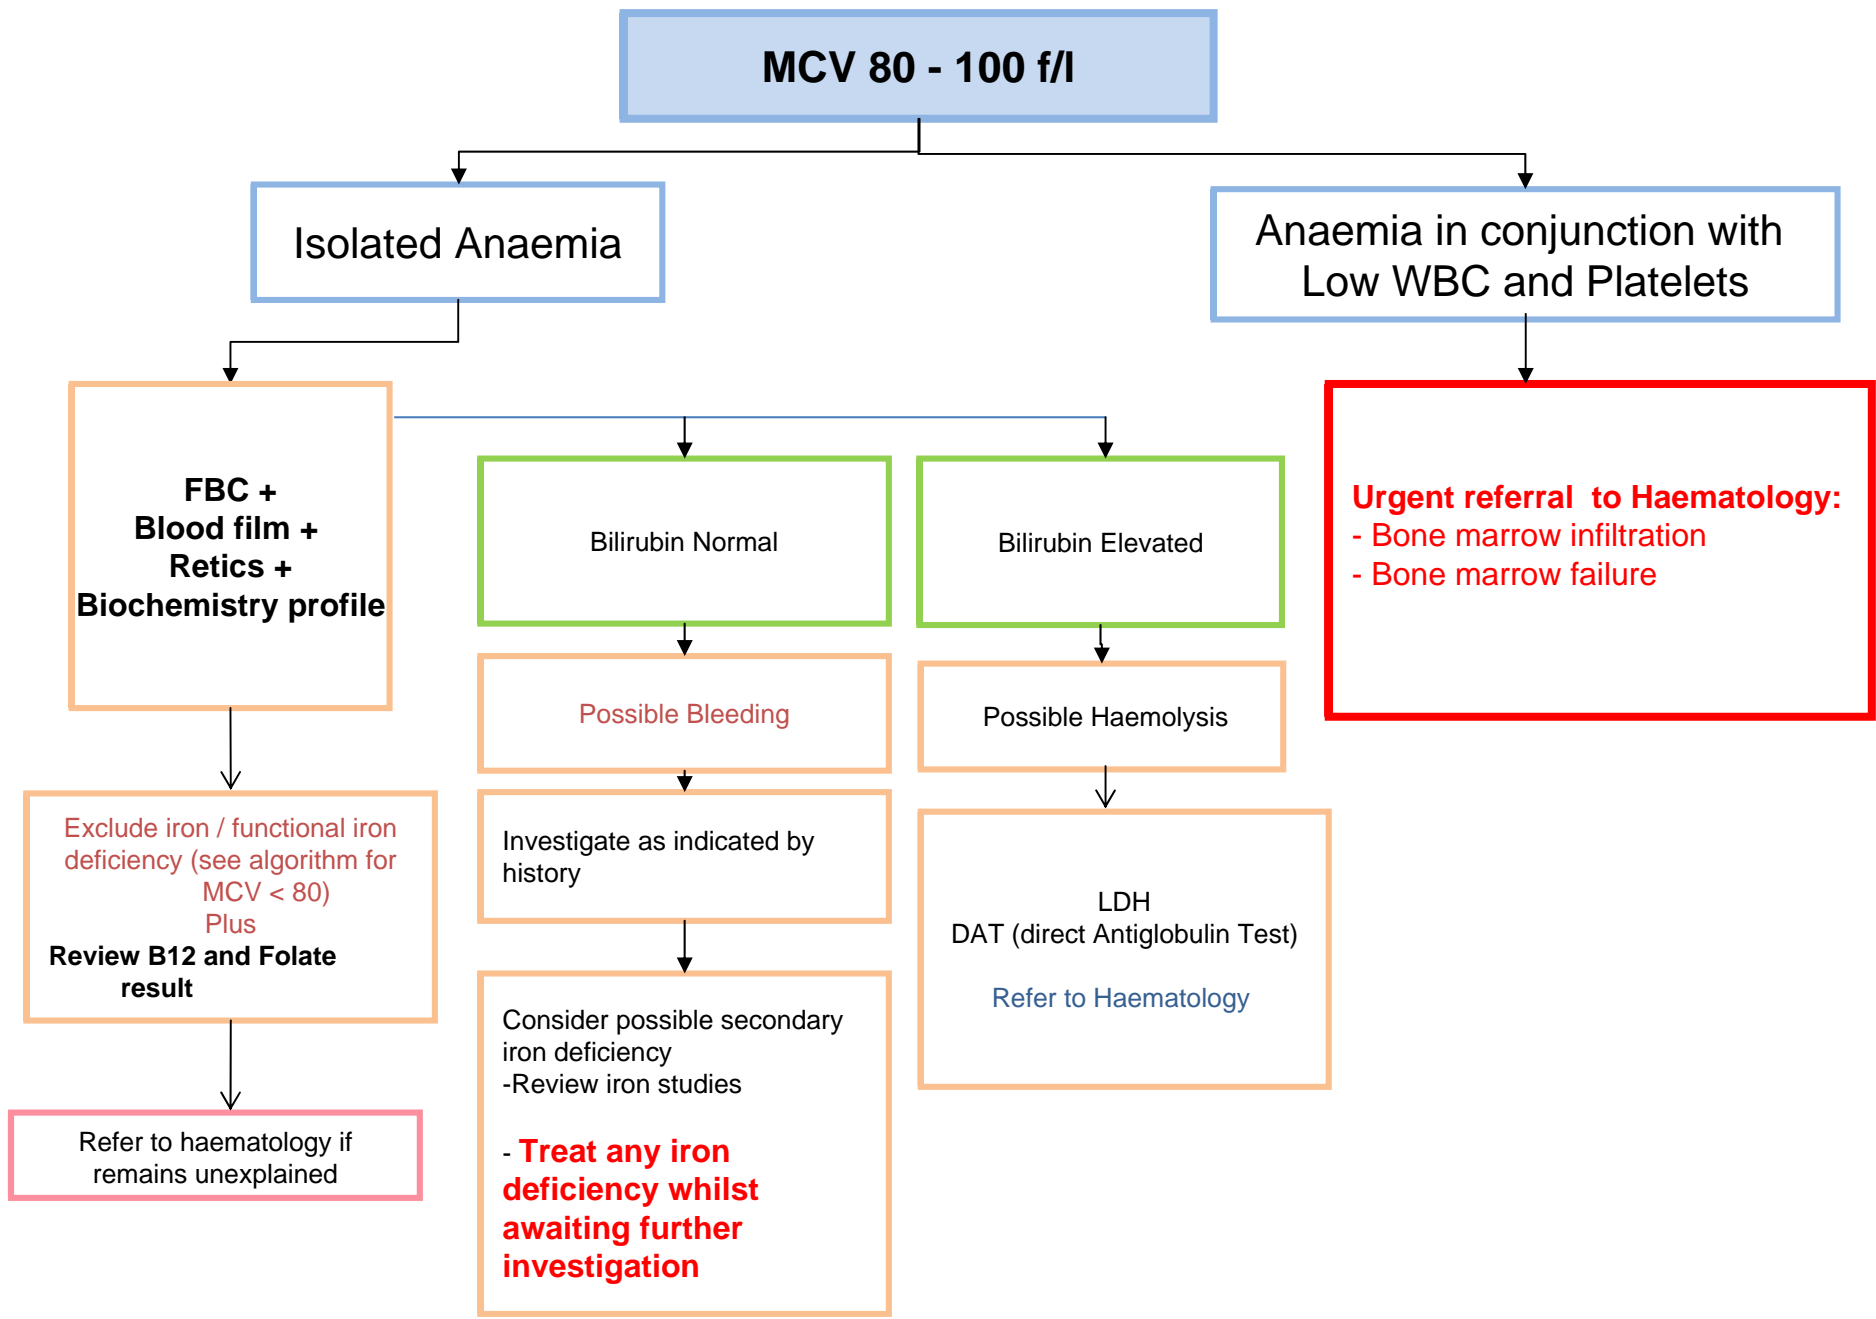 MCV 80 - 100 f/l
Isolated Anaemia
Anaemia in conjunction with
Low WBC and Platelets
FBC +
Blood film +
Retics +
Biochemistry profile
Bilirubin Normal
Bilirubin Elevated
Urgent referral  to Haematology:
- Bone marrow infiltration
- Bone marrow failure
Possible Bleeding
Possible Haemolysis
Exclude iron / functional iron
deficiency (see algorithm for
MCV < 80)
Plus
Review B12 and Folate
result
Investigate as indicated by
history
LDH
DAT (direct Antiglobulin Test)
Refer to Haematology
Consider possible secondary
iron deficiency
-Review iron studies
- Treat any iron
deficiency whilst
awaiting further
investigation
Refer to haematology if
remains unexplained